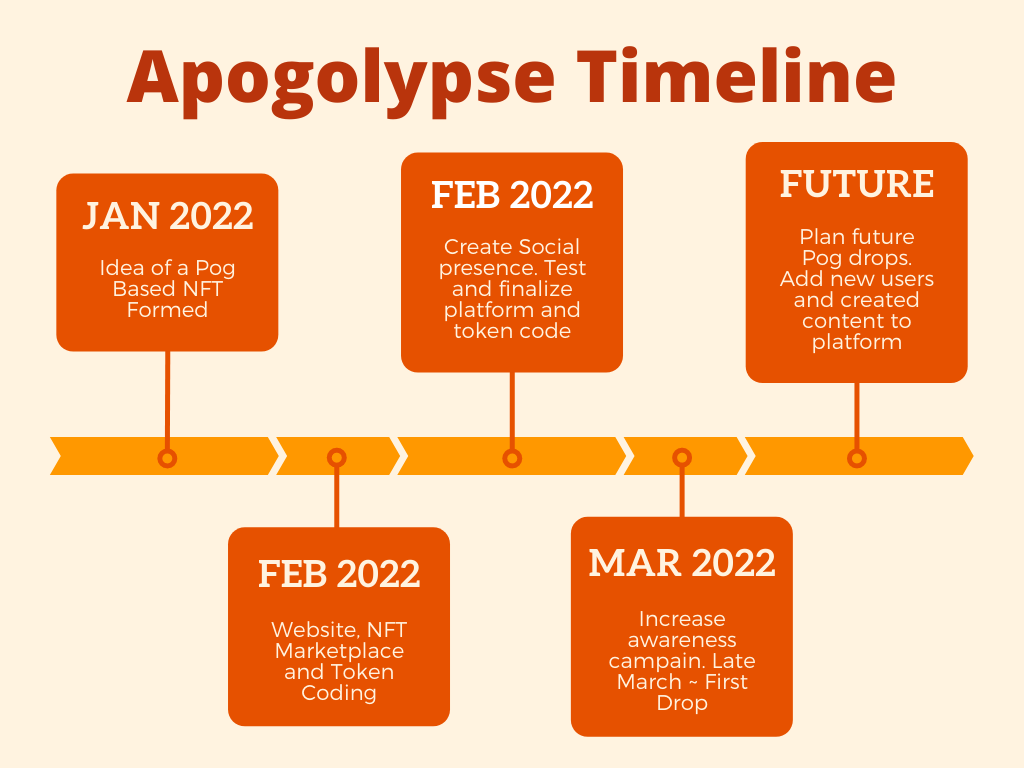 Apogolypse Timeline
JAN 2022
Idea of a Pog
Based NFT
Formed
FEB 2022
Website, NFT
Marketplace
and Token
Coding
FEB 2022
Create Social
presence. Test
and finalize
platform and
token code
MAR 2022
Increase
awareness
campain. Late
March ~ First
Drop
FUTURE
Plan future
Pog drops.
Add new users
and created
content to
platform